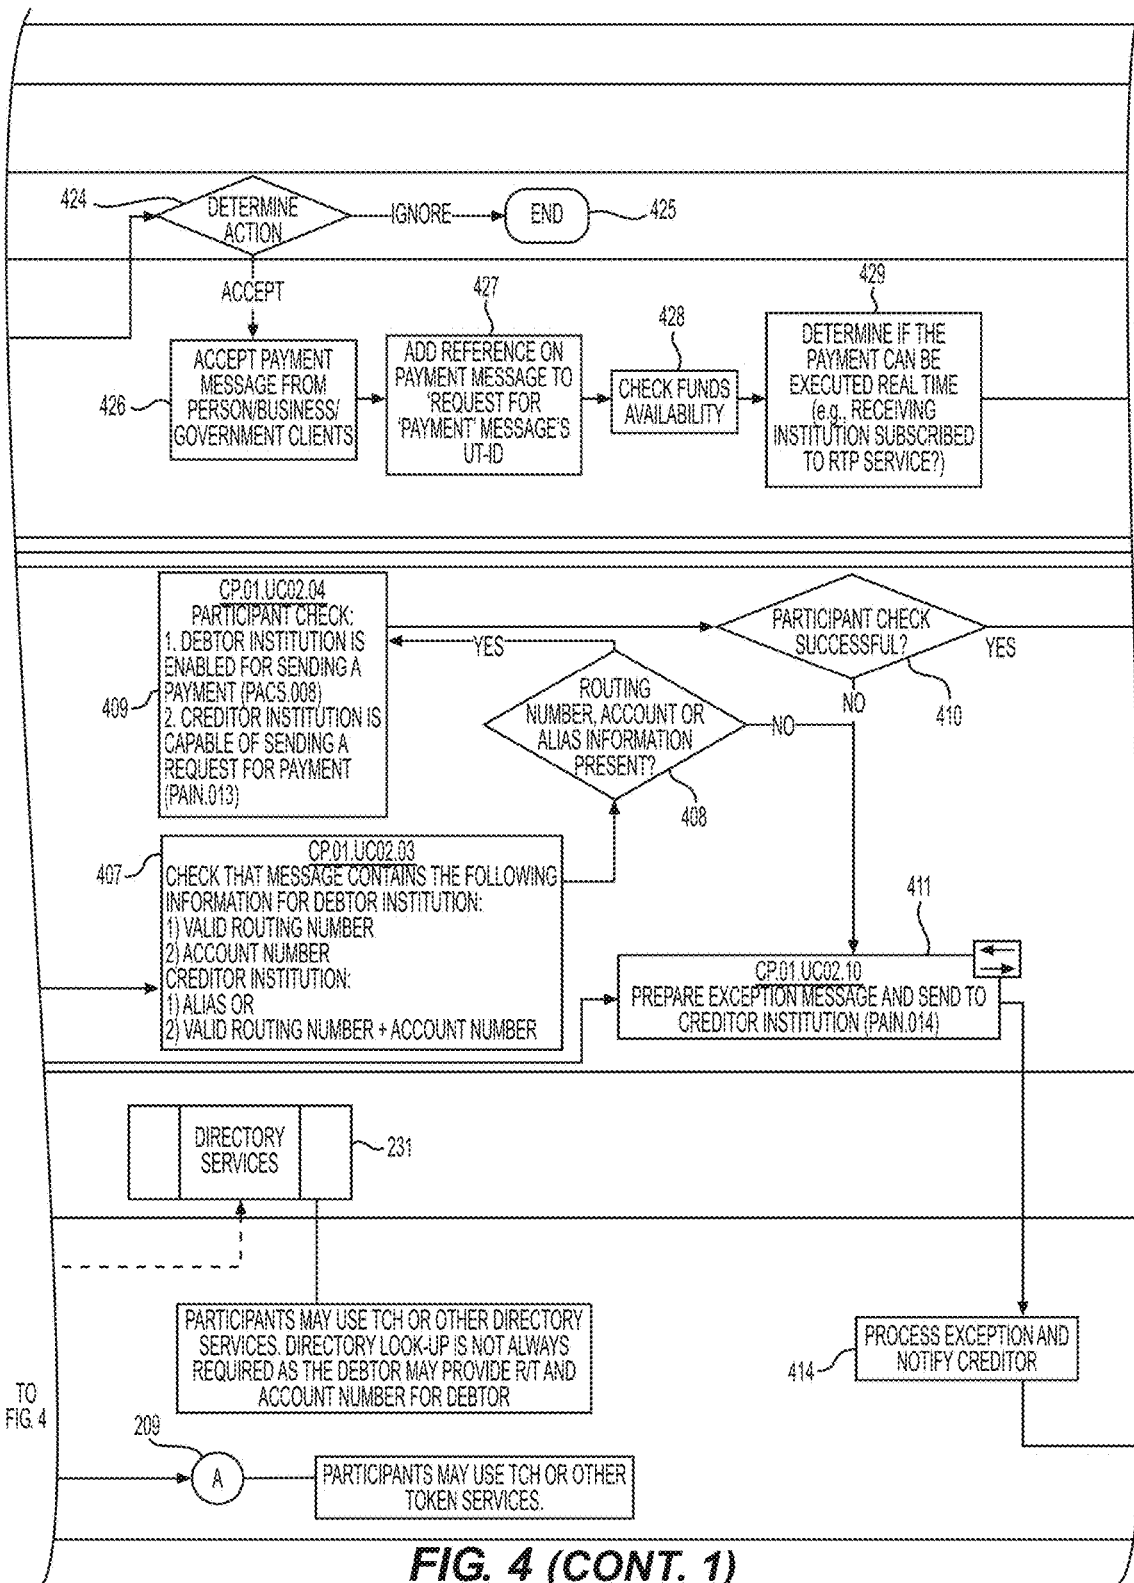 424
DETERMINE
ACTION
IGNORE
END
425
ACCEPT
426
ACCEPT PAYMENT
MESSAGE FROM
PERSON/BUSINESS/
GOVERNMENT CLIENTS
427
ADD REFERENCE ON
PAYMENT MESSAGE TO
'REQUEST FOR
'PAYMENT' MESSAGE'S
UT-ID
428
CHECK FUNDS
AVAILABILITY
429
DETERMINE IF THE
PAYMENT CAN BE
EXECUTED REAL TIME
(e.g., RECEIVING
INSTITUTION SUBSCRIBED
TO RTP SERVICE?)
409
CP.01.UC02.04
PARTICIPANT CHECK:
1. DEBTOR INSTITUTION IS
ENABLED FOR SENDING A
PAYMENT (PACS.008)
2. CREDITOR INSTITUTION IS
CAPABLE OF SENDING A
REQUEST FOR PAYMENT
(PAIN.013)
YES
PARTICIPANT CHECK
SUCCESSFUL?
YES
NO
410
ROUTING
NUMBER, ACCOUNT OR
ALIAS INFORMATION
PRESENT?
NO
408
407
CP.01.UC02.03
CHECK THAT MESSAGE CONTAINS THE FOLLOWING
INFORMATION FOR DEBTOR INSTITUTION:
1) VALID ROUTING NUMBER
2) ACCOUNT NUMBER
CREDITOR INSTITUTION:
1) ALIAS OR
2) VALID ROUTING NUMBER + ACCOUNT NUMBER
411
CP.01.UC02.10
PREPARE EXCEPTION MESSAGE AND SEND TO
CREDITOR INSTITUTION (PAIN.014)
DIRECTORY
SERVICES
231
PARTICIPANTS MAY USE TCH OR OTHER DIRECTORY
SERVICES. DIRECTORY LOOK-UP IS NOT ALWAYS
REQUIRED AS THE DEBTOR MAY PROVIDE R/T AND
ACCOUNT NUMBER FOR DEBTOR
414
PROCESS EXCEPTION AND
NOTIFY CREDITOR
TO
FIG. 4
209
A
PARTICIPANTS MAY USE TCH OR OTHER
TOKEN SERVICES.
FIG. 4 (CONT. 1)